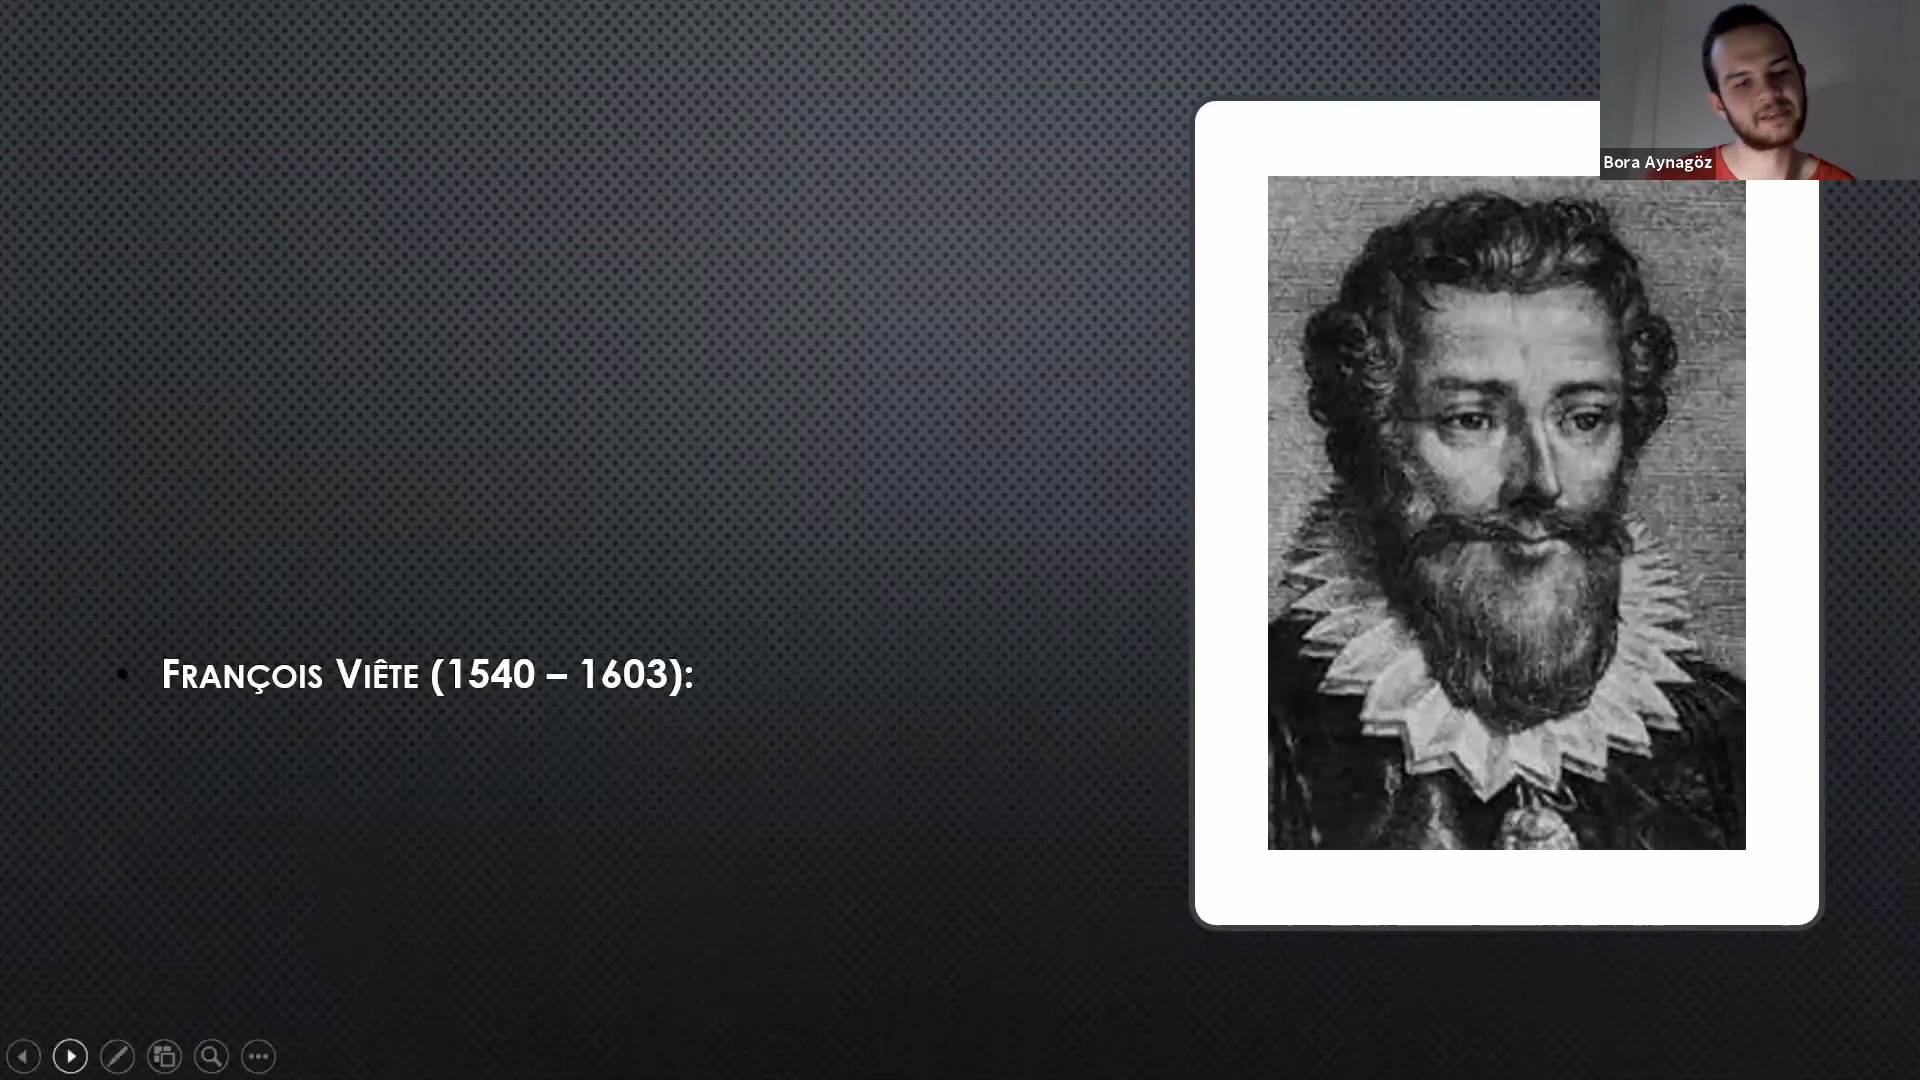 Bora Aynagöz
François Viête (1540 – 1603):